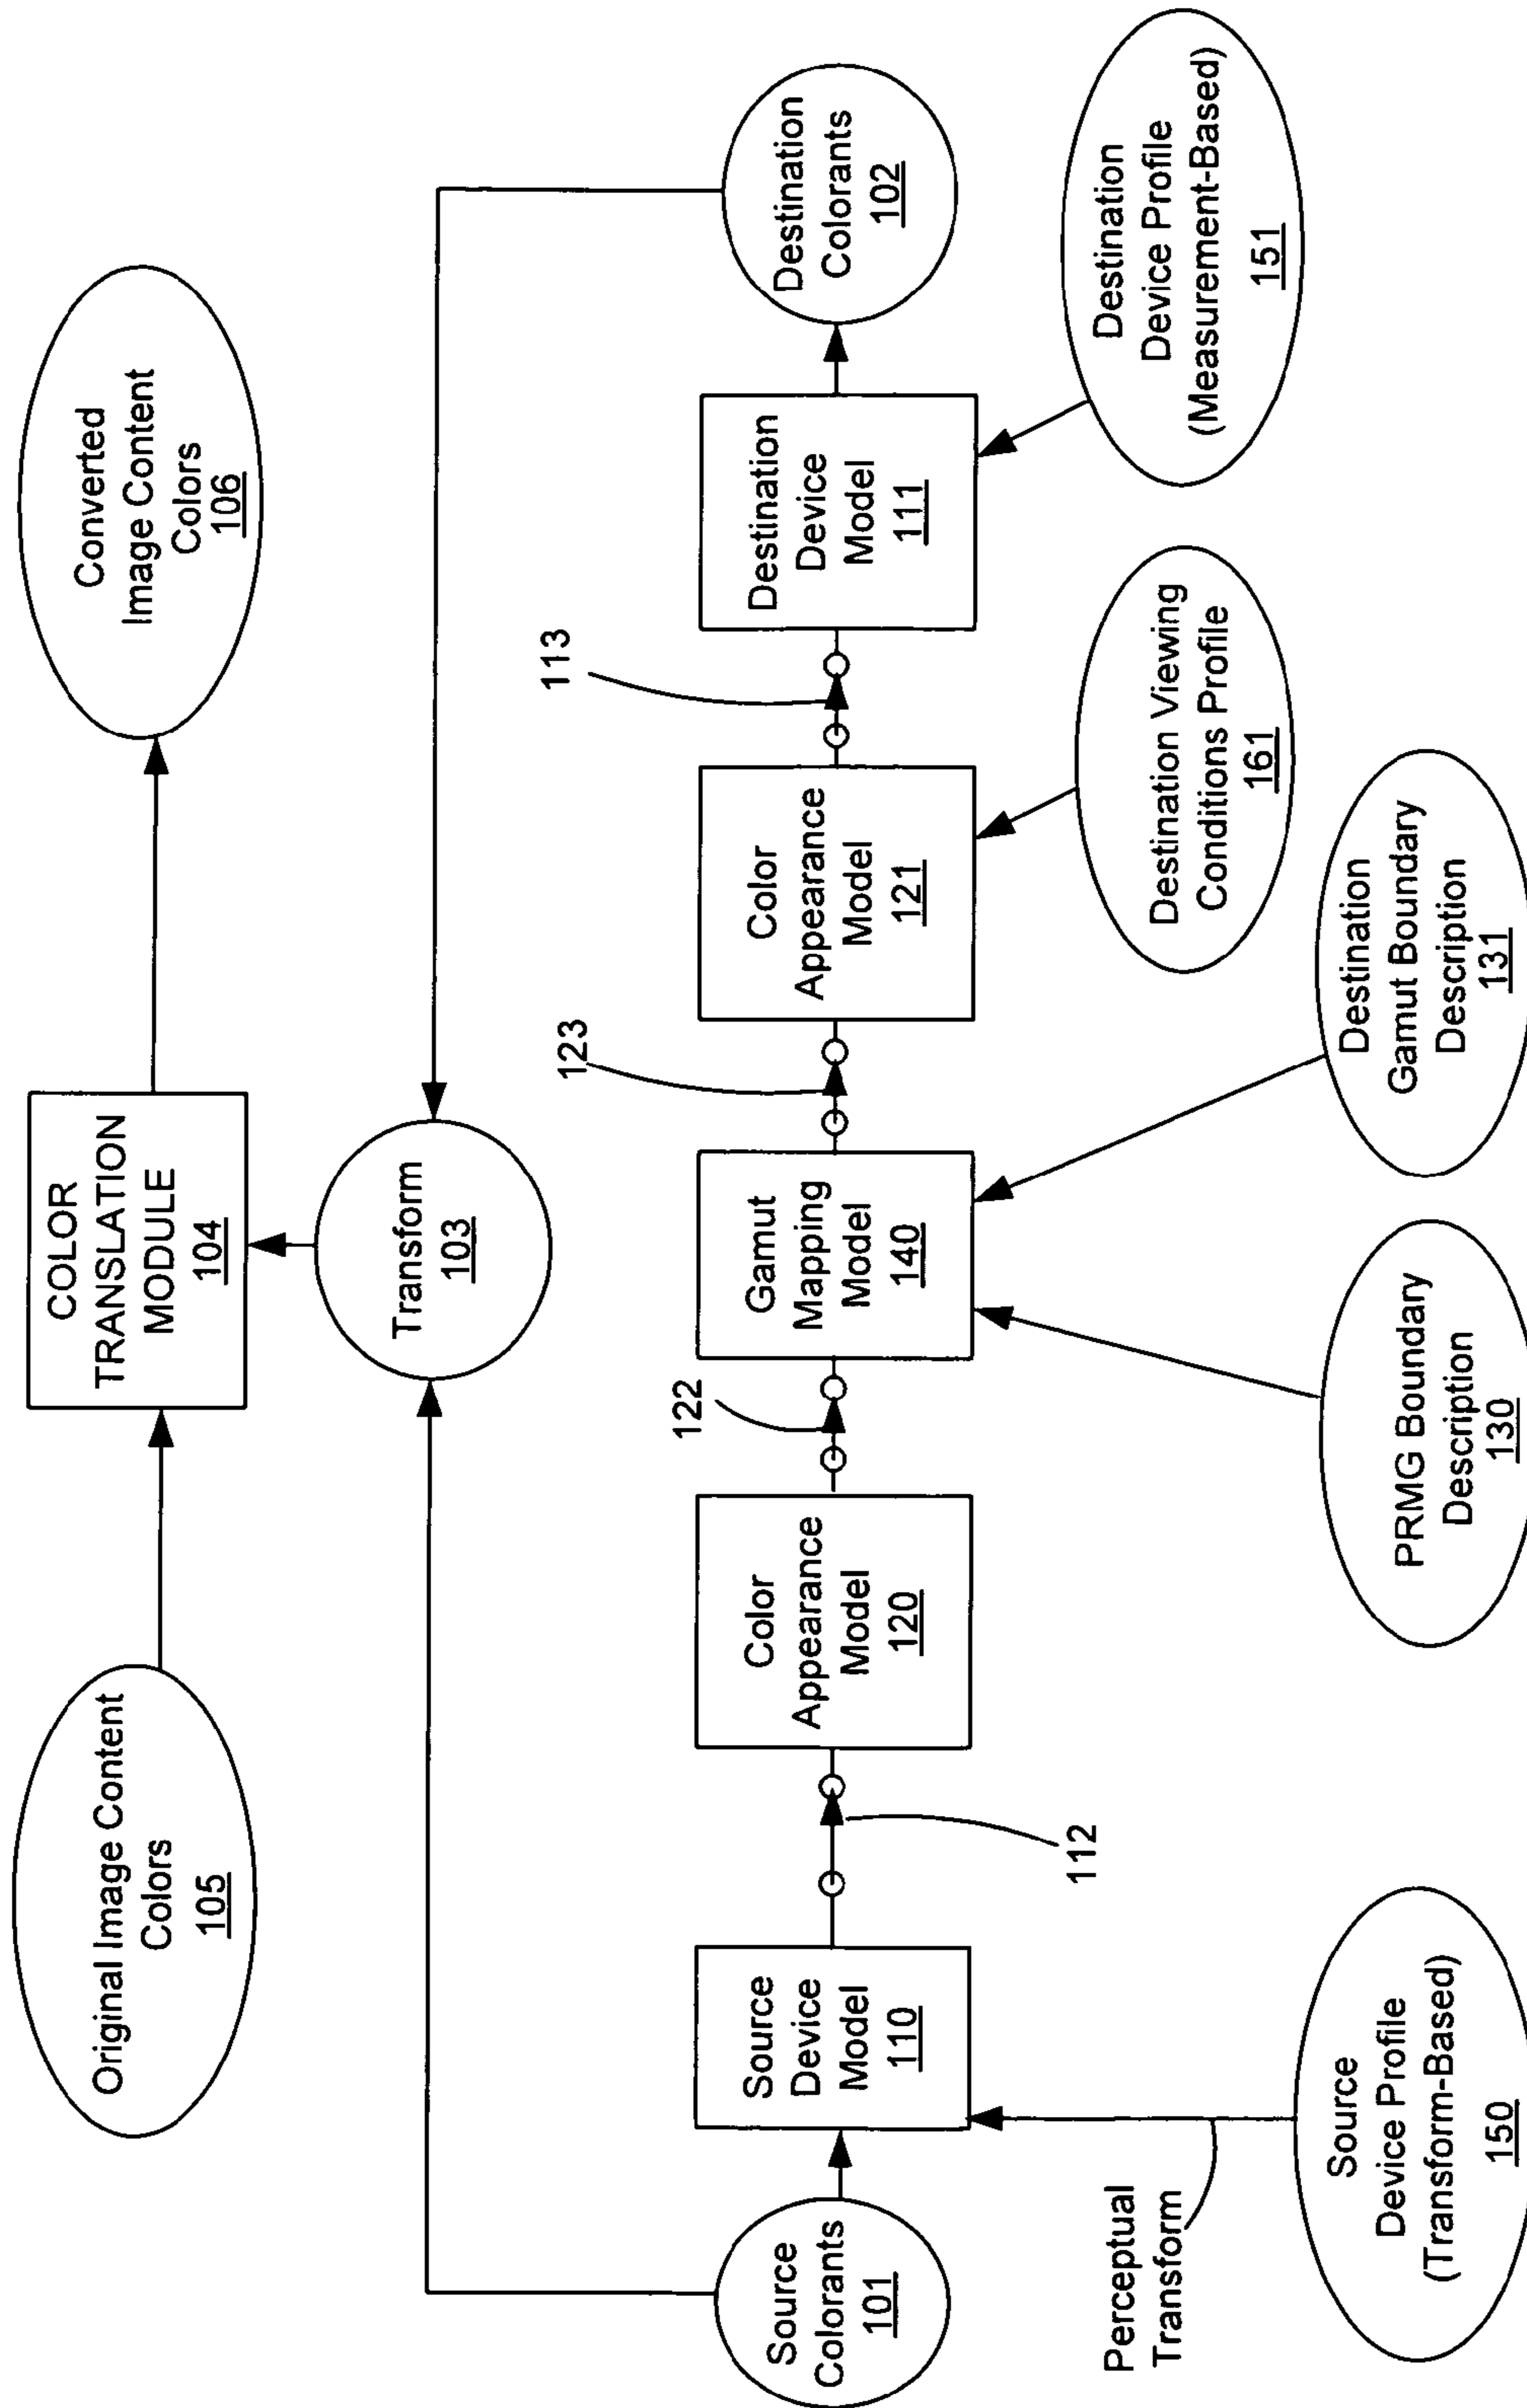 Original Image Content
Colors
105
COLOR
TRANSLATION
MODULE
104
Converted
Image Content
Colors
106
Transform
103
Source
Colorants
101
Source
Device
Model
110
112
Color
Appearance
Model
120
122
Gamut
Mapping
Model
140
123
Color
Appearance
Model
121
113
Destination
Device
Model
111
Destination
Colorants
102
Perceptual
Transform
Source
Device Profile
(Transform-Based)
150
PRMG Boundary
Description
130
Destination
Gamut Boundary
Description
131
Destination Viewing
Conditions Profile
161
Destination
Device Profile
(Measurement-Based)
151